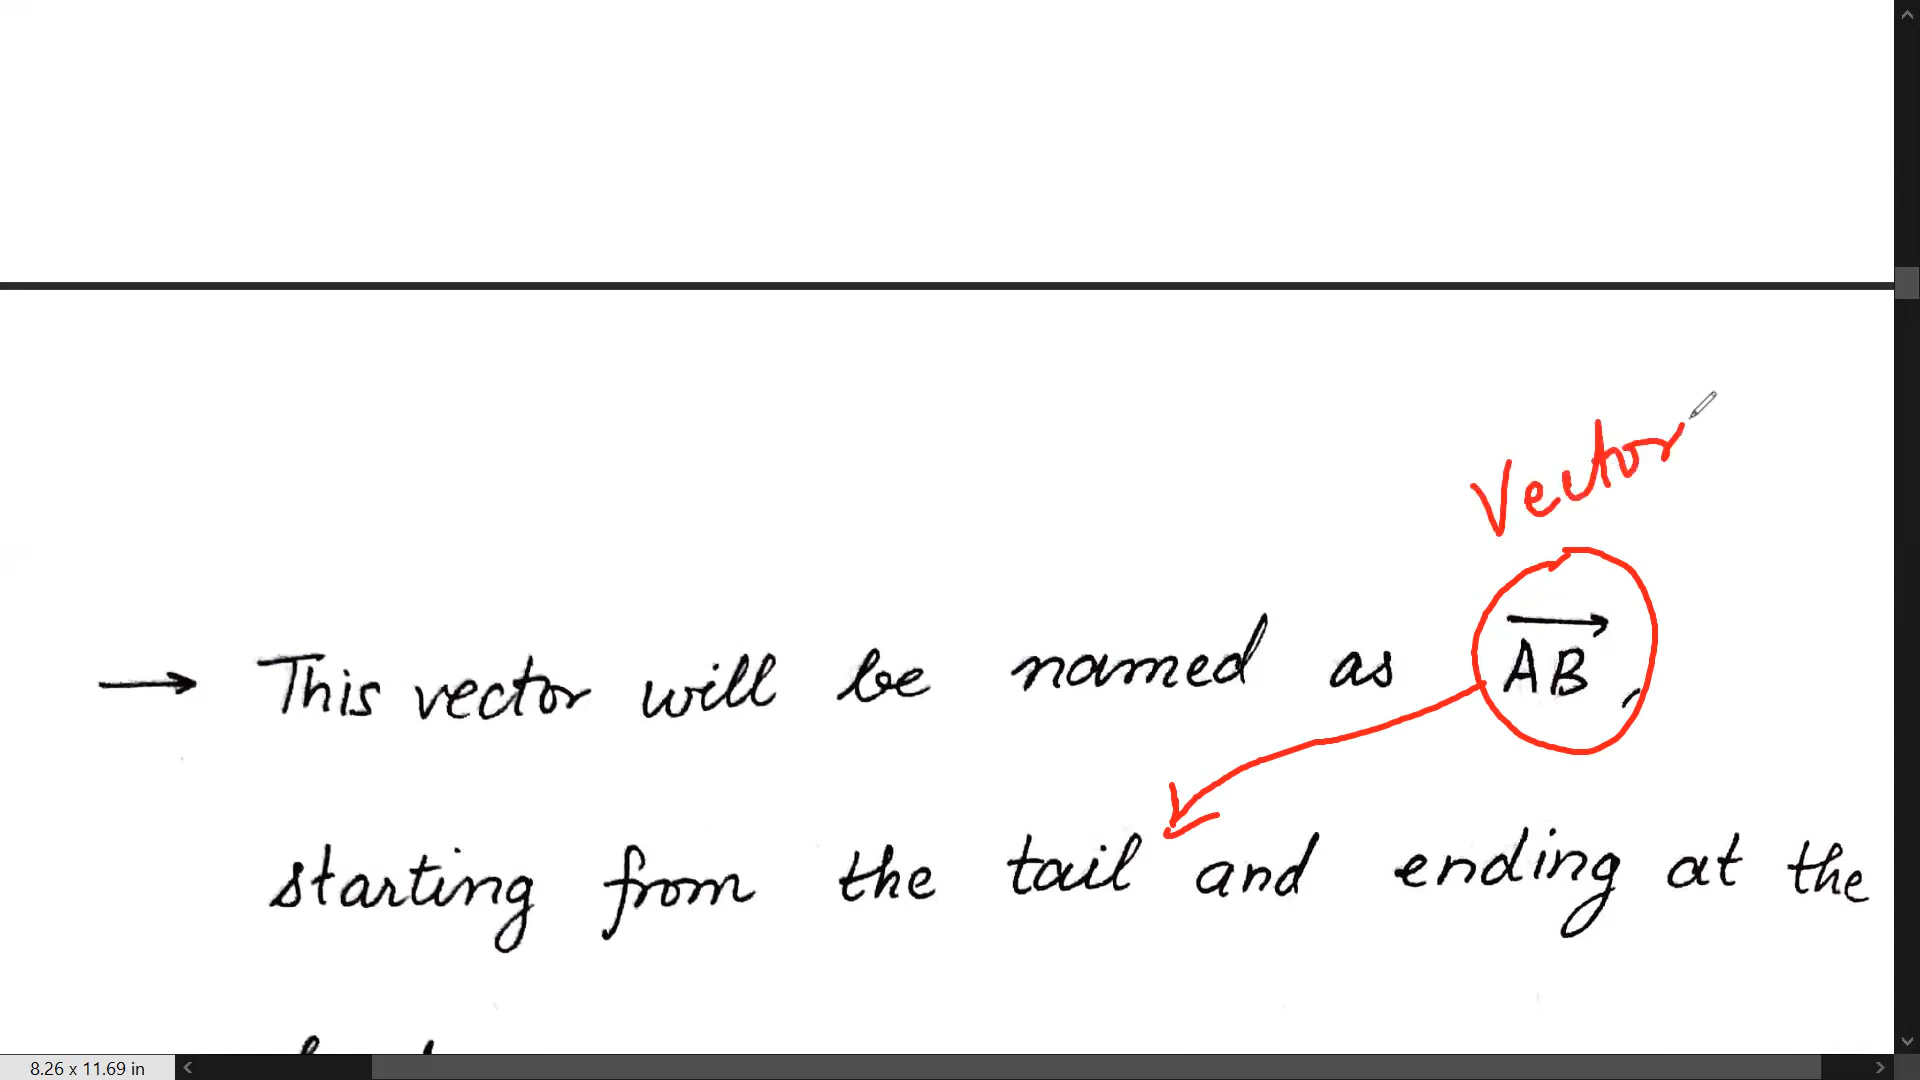 Vector
→ This vector will be named as \overrightarrow{AB},
starting from the tail and ending at the
8.26 x 11.69 in